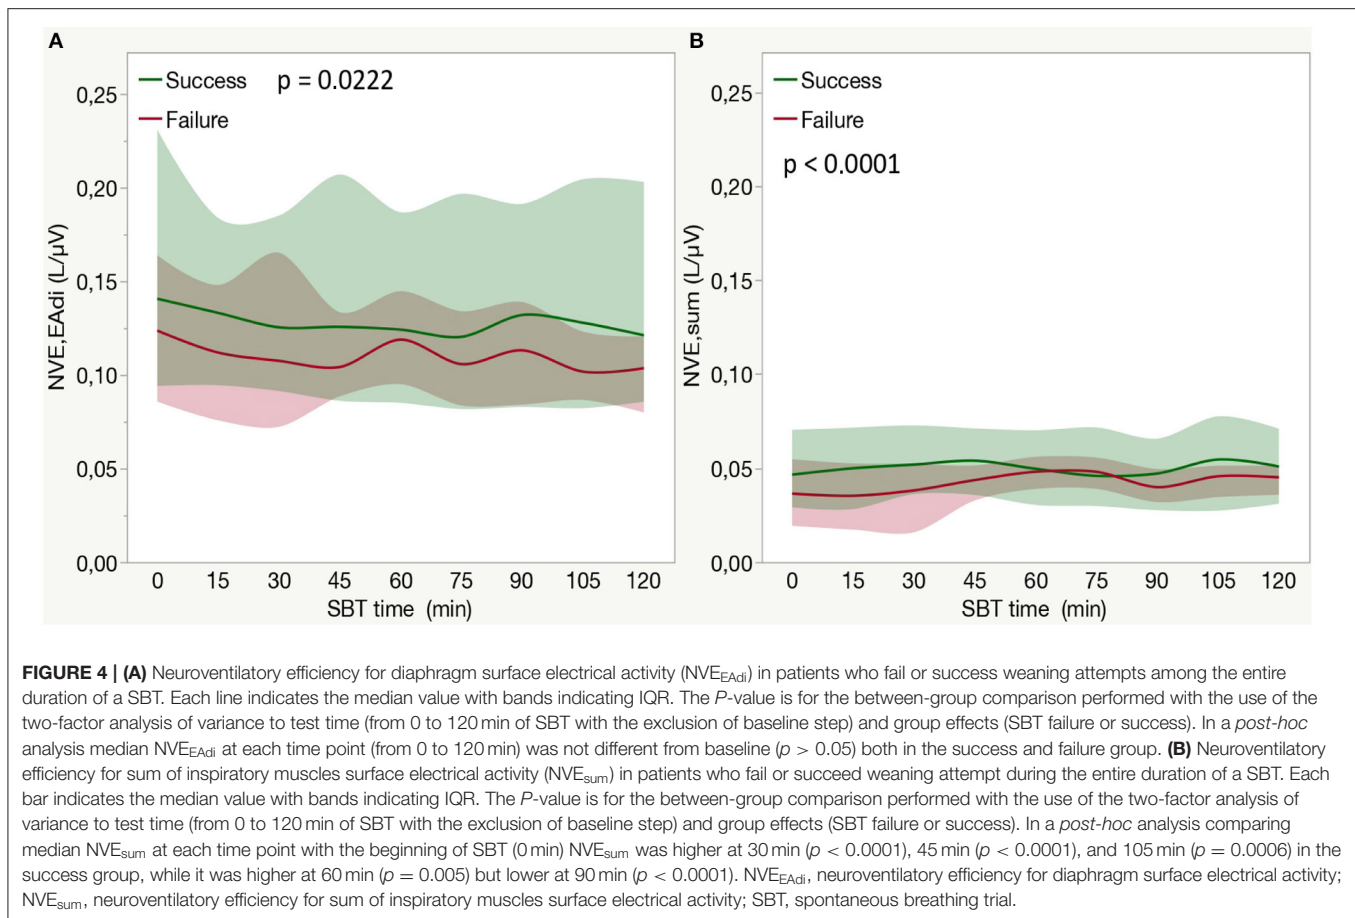 A
Success p = 0.0222
Failure
0,25
0,20
0,15
0,10
0,05
0,00
NVE,EAdi (L/µV)
0 15 30 45 60 75 90 105 120
SBT time (min)
B
Success
Failure
p < 0.0001
0,25
0,20
0,15
0,10
0,05
0,00
NVE,sum (L/µV)
0 15 30 45 60 75 90 105 120
SBT time (min)
FIGURE 4 | (A) Neuroventilatory efficiency for diaphragm surface electrical activity (NVEEAdi) in patients who fail or success weaning attempts among the entire
duration of a SBT. Each line indicates the median value with bands indicating IQR. The P-value is for the between-group comparison performed with the use of the
two-factor analysis of variance to test time (from 0 to 120 min of SBT with the exclusion of baseline step) and group effects (SBT failure or success). In a post-hoc
analysis median NVEEAdi at each time point (from 0 to 120 min) was not different from baseline (p > 0.05) both in the success and failure group. (B) Neuroventilatory
efficiency for sum of inspiratory muscles surface electrical activity (NVEsum) in patients who fail or succeed weaning attempt during the entire duration of a SBT. Each
bar indicates the median value with bands indicating IQR. The P-value is for the between-group comparison performed with the use of the two-factor analysis of
variance to test time (from 0 to 120 min of SBT with the exclusion of baseline step) and group effects (SBT failure or success). In a post-hoc analysis comparing
median NVEsum at each time point with the beginning of SBT (0 min) NVEsum was higher at 30 min (p < 0.0001), 45 min (p < 0.0001), and 105 min (p = 0.0006) in the
success group, while it was higher at 60 min (p = 0.005) but lower at 90 min (p < 0.0001). NVEEAdi, neuroventilatory efficiency for diaphragm surface electrical activity;
NVEsum, neuroventilatory efficiency for sum of inspiratory muscles surface electrical activity; SBT, spontaneous breathing trial.